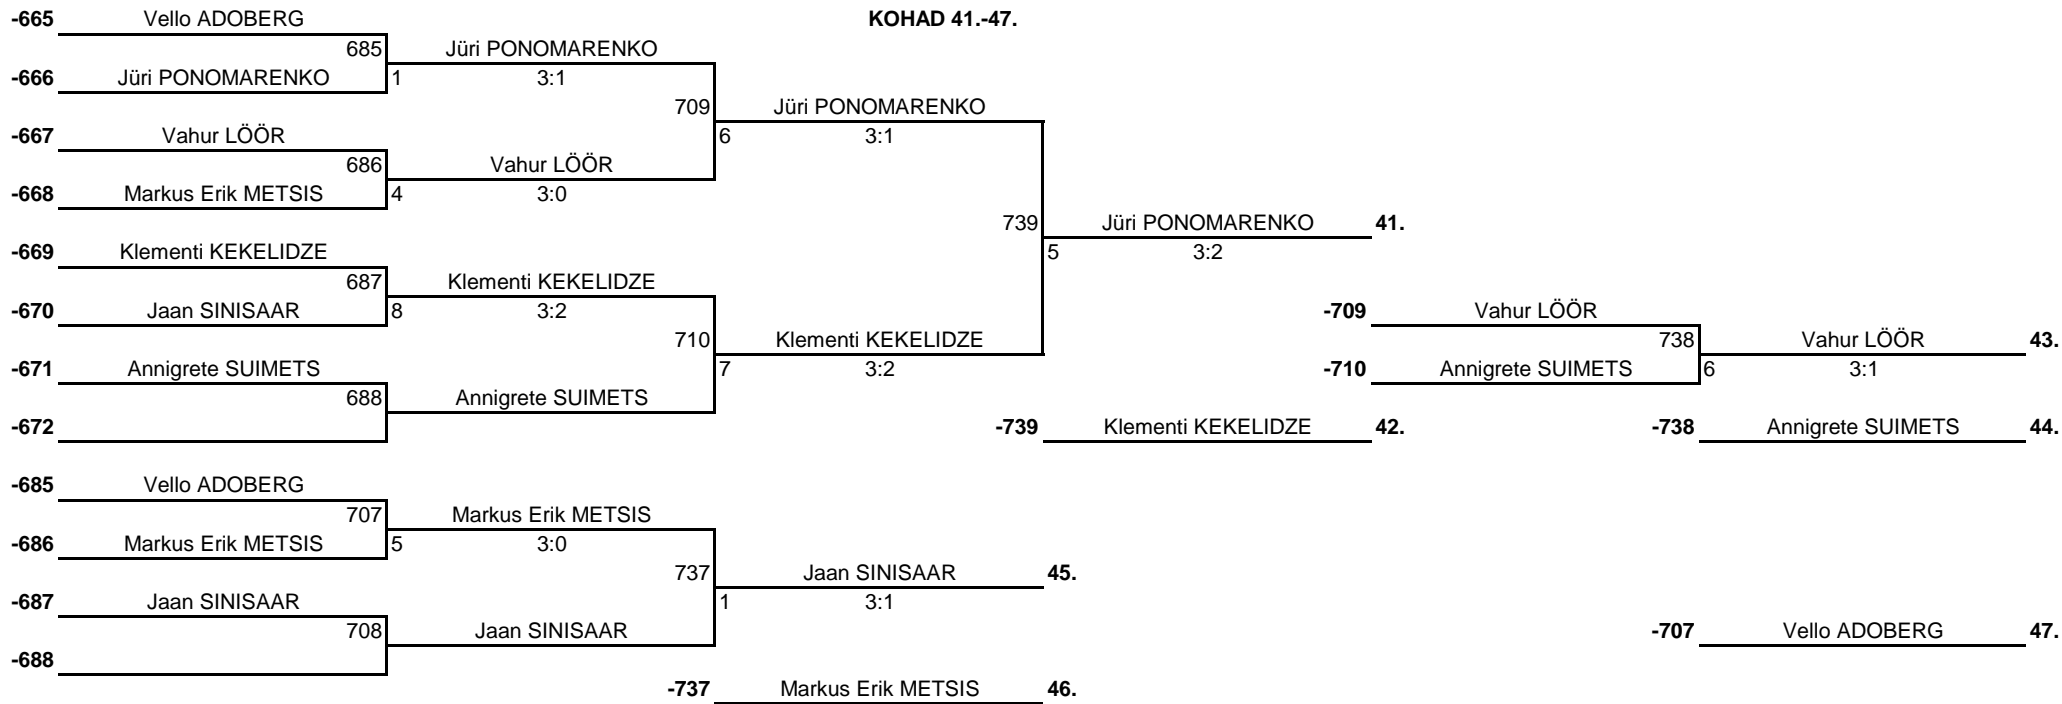 -665 Vello ADOBERG KOHAD 41.-47.
685 Jüri PONOMARENKO
-666 Jüri PONOMARENKO 1 3:1
709 Jüri PONOMARENKO
-667 Vahur LÖÖR 6 3:1
686 Vahur LÖÖR
-668 Markus Erik METSIS 4 3:0
739 Jüri PONOMARENKO 41.
-669 Klementi KEKELIDZE 5 3:2
687 Klementi KEKELIDZE
-670 Jaan SINISAAR 8 3:2 -709 Vahur LÖÖR
710 Klementi KEKELIDZE 738 Vahur LÖÖR 43.
-671 Annigrete SUIMETS 7 3:2 -710 Annigrete SUIMETS 6 3:1
688 Annigrete SUIMETS
-672 -739 Klementi KEKELIDZE 42. -738 Annigrete SUIMETS 44.
-685 Vello ADOBERG
707 Markus Erik METSIS
-686 Markus Erik METSIS 5 3:0
737 Jaan SINISAAR 45.
-687 Jaan SINISAAR 1 3:1
708 Jaan SINISAAR -707 Vello ADOBERG 47.
-688
-737 Markus Erik METSIS 46.